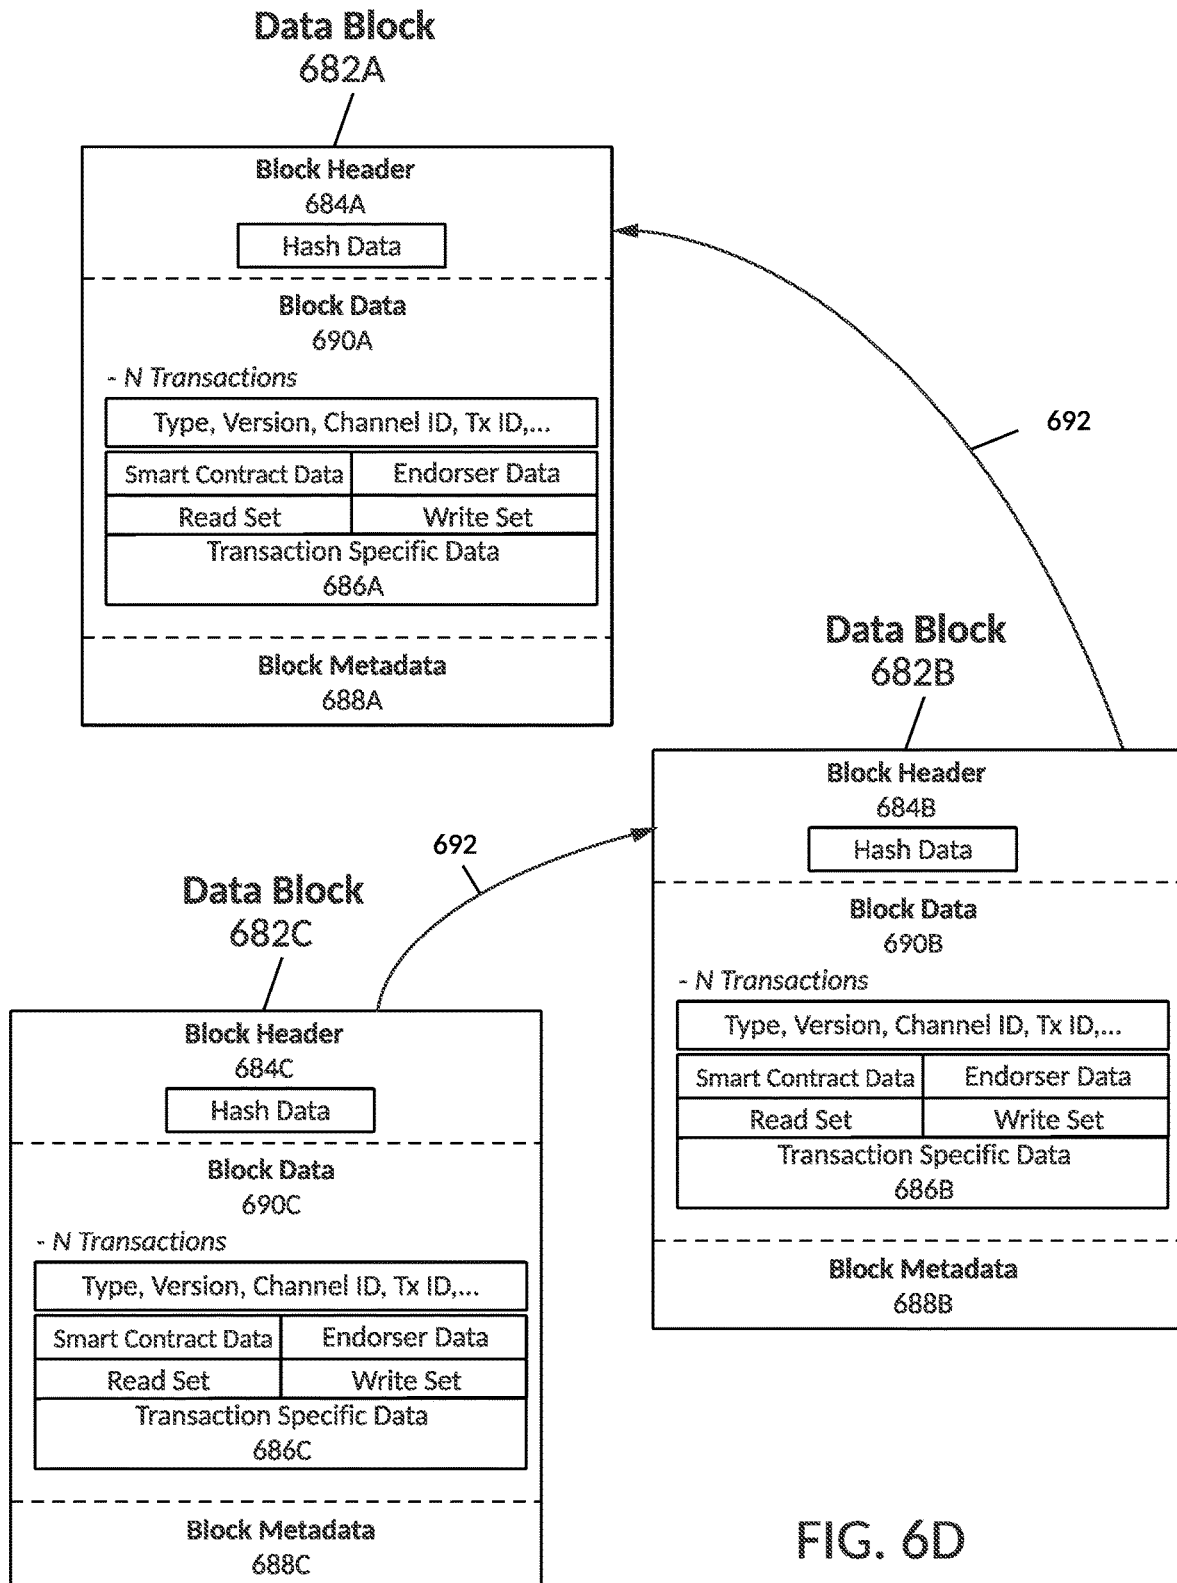 Data Block
682A
Block Header
684A
Hash Data
Block Data
690A
- N Transactions
Type, Version, Channel ID, Tx ID,...
Smart Contract Data
Endorser Data
Read Set
Write Set
Transaction Specific Data
686A
Block Metadata
688A
692
Data Block
682B
Block Header
684B
Hash Data
Block Data
690B
- N Transactions
Type, Version, Channel ID, Tx ID,...
Smart Contract Data
Endorser Data
Read Set
Write Set
Transaction Specific Data
686B
Block Metadata
688B
692
Data Block
682C
Block Header
684C
Hash Data
Block Data
690C
- N Transactions
Type, Version, Channel ID, Tx ID,...
Smart Contract Data
Endorser Data
Read Set
Write Set
Transaction Specific Data
686C
Block Metadata
688C
FIG. 6D